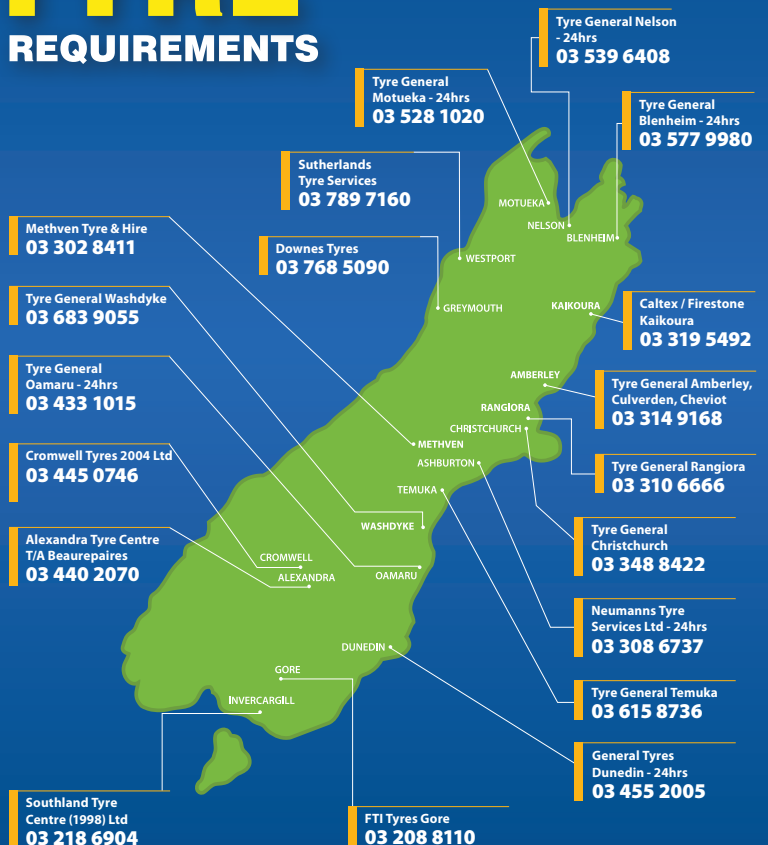 REQUIREMENTS
Tyre General Nelson
- 24hrs
03 539 6408
Tyre General
Motueka - 24hrs
03 528 1020
Tyre General
Blenheim - 24hrs
03 577 9980
Sutherlands
Tyre Services
03 789 7160
Methven Tyre & Hire
03 302 8411
Downes Tyres
03 768 5090
Tyre General Washdyke
03 683 9055
Caltex / Firestone
Kaikoura
03 319 5492
Tyre General
Oamaru - 24hrs
03 433 1015
Tyre General Amberley,
Culverden, Cheviot
03 314 9168
Cromwell Tyres 2004 Ltd
03 445 0746
Tyre General Rangiora
03 310 6666
Alexandra Tyre Centre
T/A Beaurepaires
03 440 2070
Tyre General
Christchurch
03 348 8422
Neumanns Tyre
Services Ltd - 24hrs
03 308 6737
Tyre General Temuka
03 615 8736
General Tyres
Dunedin - 24hrs
03 455 2005
Southland Tyre
Centre (1998) Ltd
03 218 6904
FTI Tyres Gore
03 208 8110
MOTUEKA
NELSON
BLENHEIM
WESTPORT
GREYMOUTH
KAIKOURA
AMBERLEY
RANGIORA
CHRISTCHURCH
METHVEN
ASHBURTON
TEMUKA
WASHDYKE
CROMWELL
ALEXANDRA
OAMARU
DUNEDIN
GORE
INVERCARGILL